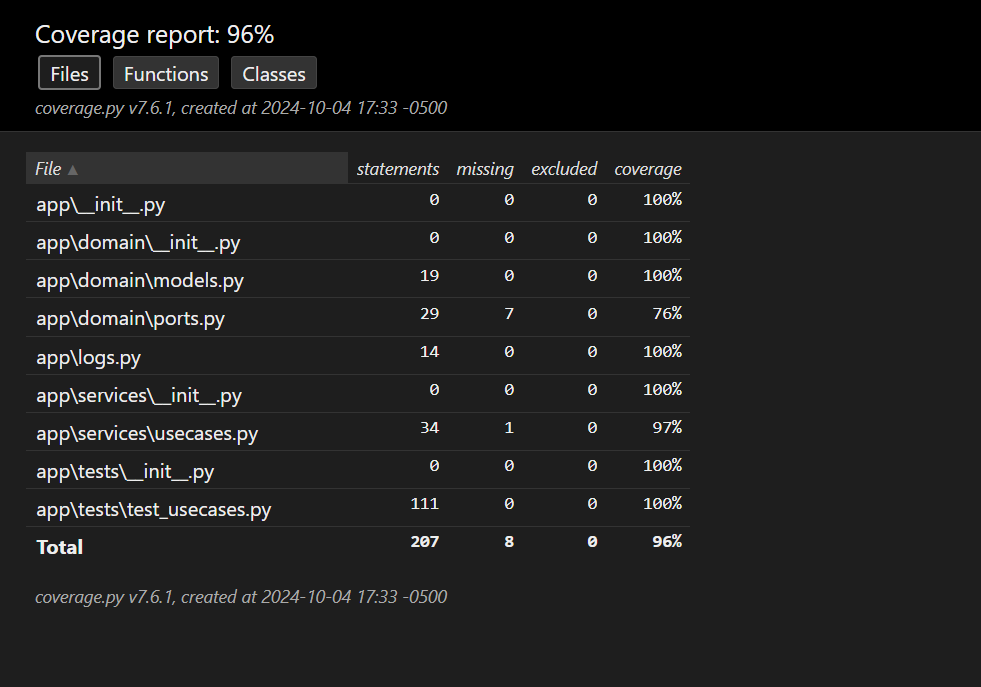 Coverage report: 96%
Files Functions Classes
coverage.py v7.6.1, created at 2024-10-04 17:33 -0500
File ▲ statements missing excluded coverage
app\__init__.py 0 0 0 100%
app\domain\__init__.py 0 0 0 100%
app\domain\models.py 19 0 0 100%
app\domain\ports.py 29 7 0 76%
app\logs.py 14 0 0 100%
app\services\__init__.py 0 0 0 100%
app\services\usecases.py 34 1 0 97%
app\tests\__init__.py 0 0 0 100%
app\tests\test_usecases.py 111 0 0 100%
Total 207 8 0 96%
coverage.py v7.6.1, created at 2024-10-04 17:33 -0500